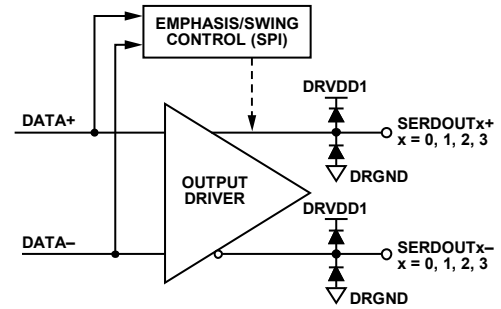 EMPHASIS/SWING
CONTROL (SPI)
DRVDD1
DATA+
SERDOUTx+
x = 0, 1, 2, 3
DRGND
OUTPUT
DRIVER
DRVDD1
DATA–
SERDOUTx–
x = 0, 1, 2, 3
DRGND